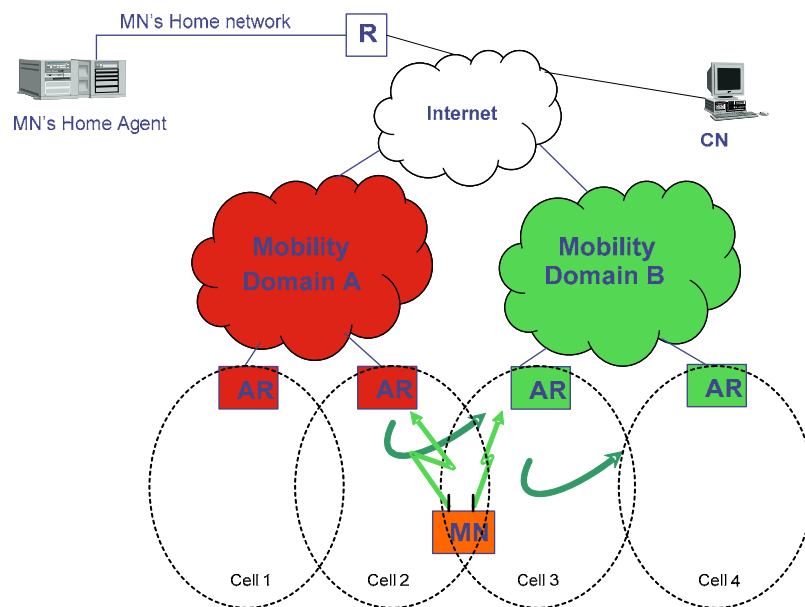 MN's Home network
R
MN's Home Agent
Internet
CN
Mobility
Domain A
Mobility
Domain B
AR
AR
AR
AR
MN
Cell 1
Cell 2
Cell 3
Cell 4